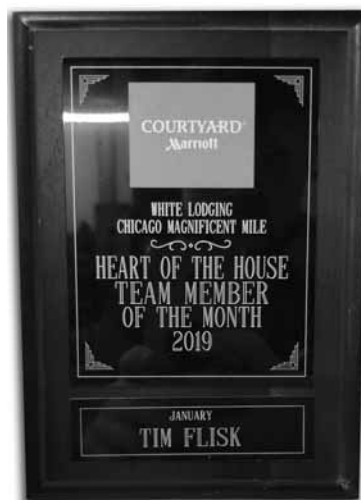 COURTYARD®
Marriott
WHITE LODGING
CHICAGO MAGNIFICENT MILE
HEART OF THE HOUSE
TEAM MEMBER
OF THE MONTH
2019
JANUARY
TIM FLISK